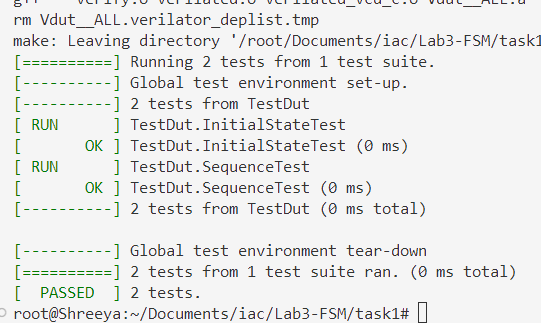 rm Vdut__ALL.verilator_deplist.tmp
make: Leaving directory '/root/Documents/iac/Lab3-FSM/task1
[==========] Running 2 tests from 1 test suite.
[----------] Global test environment set-up.
[----------] 2 tests from TestDut
[ RUN      ] TestDut.InitialStateTest
[       OK ] TestDut.InitialStateTest (0 ms)
[ RUN      ] TestDut.SequenceTest
[       OK ] TestDut.SequenceTest (0 ms)
[----------] 2 tests from TestDut (0 ms total)
[----------] Global test environment tear-down
[==========] 2 tests from 1 test suite ran. (0 ms total)
[  PASSED  ] 2 tests.
root@Shreeya:~/Documents/iac/Lab3-FSM/task1#